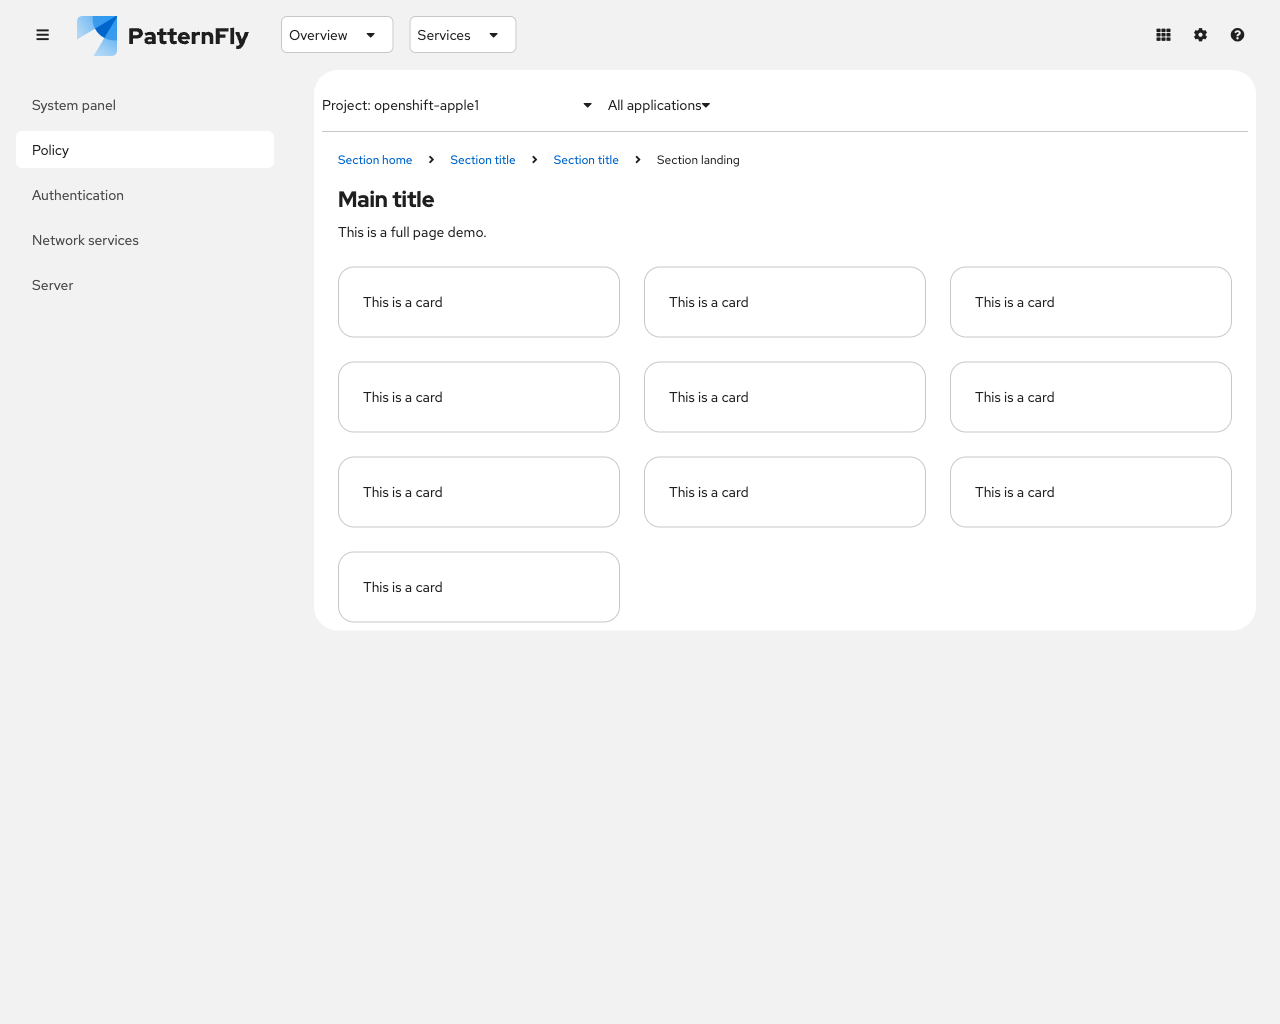 PatternFly
Overview
Services
System panel
Policy
Authentication
Network services
Server
Project: openshift-apple1
All applications
Section home
Section title
Section title
Section landing
Main title
This is a full page demo.
This is a card
This is a card
This is a card
This is a card
This is a card
This is a card
This is a card
This is a card
This is a card
This is a card